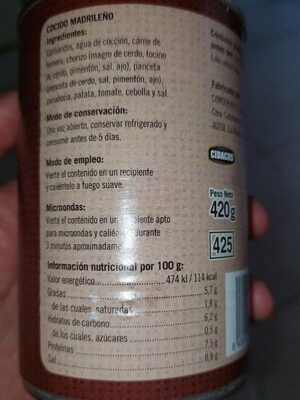 COCIDO MADRILEÑO
Ingredientes:
Garbanzos, agua de cocción, carne de
ternera, chorizo (magro de cerdo, tocino
de cerdo, pimentón, sal, ajo), panceta
(panceta de cerdo, sal, pimentón, ajo),
zanahoria, patata, tomate, cebolla y sal.
Modo de conservación:
Una vez abierto, conservar refrigerado y
consumir antes de 5 días.
Modo de empleo:
Vierta el contenido en un recipiente
y caliéntelo a fuego suave.
Microondas:
Vierta el contenido en un apto
para microondas y durante
3 minutos
Información nutricional por 100 g:
Valor energético 474 kJ / 114 kcal
Grasas 5,7 g
de las cuales, saturadas 1,8 g
Hidratos de carbono 6,2 g
de los cuales, azúcares 0,5 g
Proteínas 7,5 g
Sal 0,8 g
antes del
Fabricado
CIDACOS
Peso Neto
420 g
425